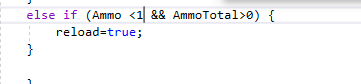 }
else if (Ammo <1 && AmmoTotal>0) {
reload=true;
}
}